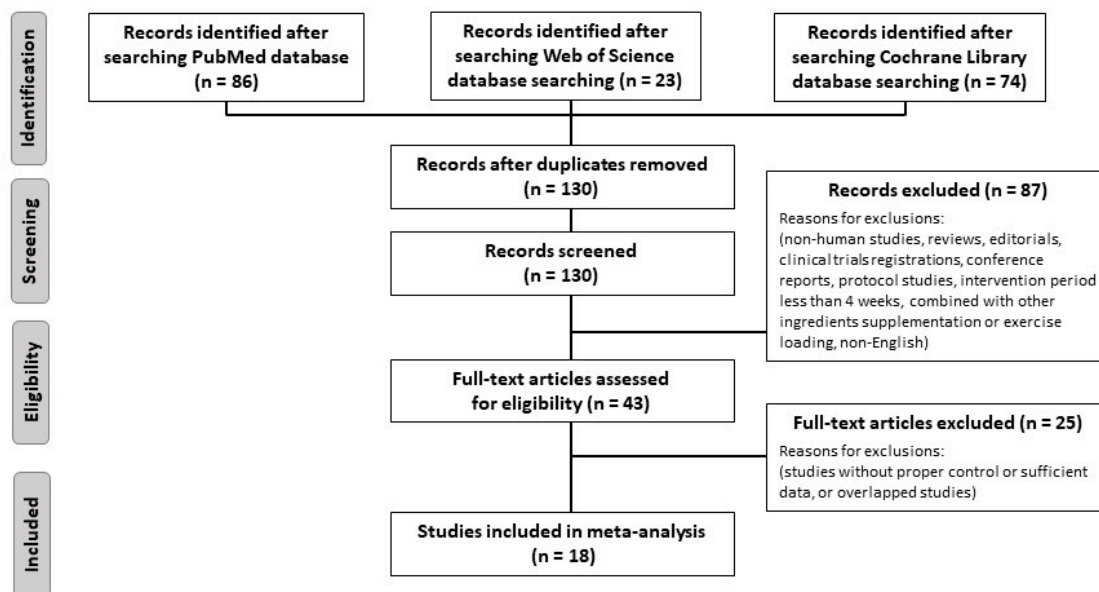 Identification
Records identified after
searching PubMed database
(n = 86)
Records identified after
searching Web of Science
database searching (n = 23)
Records identified after
searching Cochrane Library
database searching (n = 74)
Records after duplicates removed
(n = 130)
Screening
Records screened
(n = 130)
Records excluded (n = 87)
Reasons for exclusions:
(non-human studies, reviews, editorials,
clinical trials registrations, conference
reports, protocol studies, intervention period
less than 4 weeks, combined with other
ingredients supplementation or exercise
loading, non-English)
Eligibility
Full-text articles assessed
for eligibility (n = 43)
Full-text articles excluded (n = 25)
Reasons for exclusions:
(studies without proper control or sufficient
data, or overlapped studies)
Included
Studies included in meta-analysis
(n = 18)